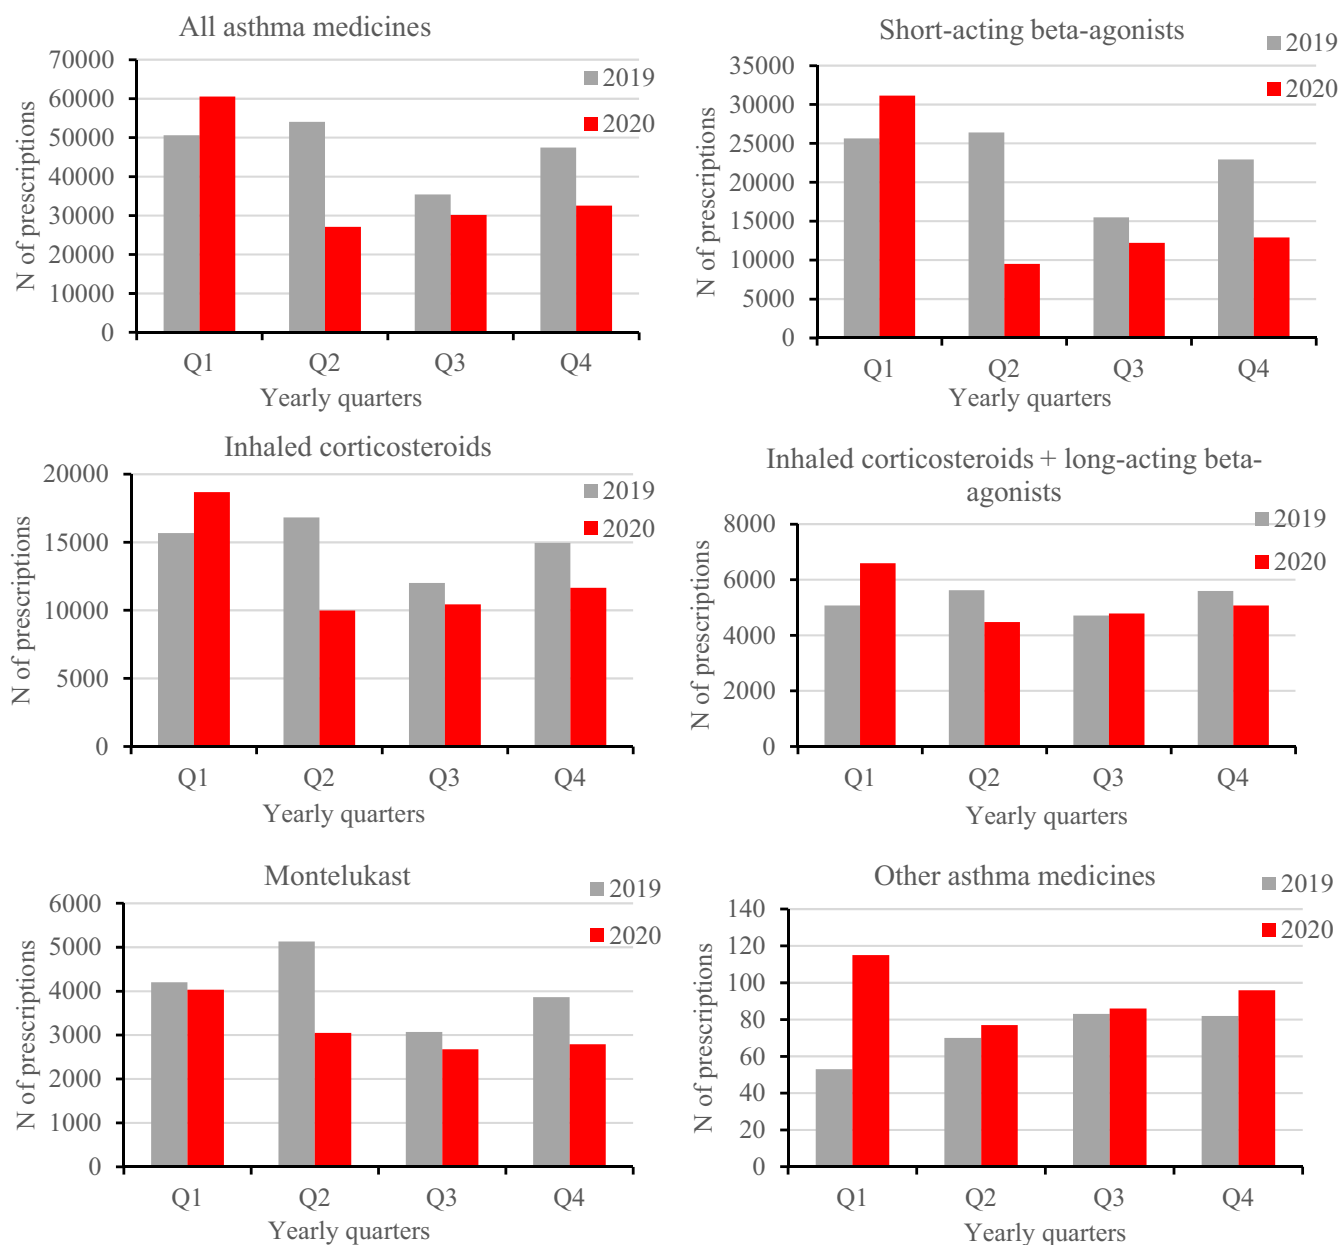 All asthma medicines
2019
2020
N of prescriptions
70000
60000
50000
40000
30000
20000
10000
0
Q1 Q2 Q3 Q4
Yearly quarters
Short-acting beta-agonists
2019
2020
N of prescriptions
35000
30000
25000
20000
15000
10000
5000
0
Q1 Q2 Q3 Q4
Yearly quarters
Inhaled corticosteroids
2019
2020
N of prescriptions
20000
15000
10000
5000
0
Q1 Q2 Q3 Q4
Yearly quarters
Inhaled corticosteroids + long-acting beta-
agonists
2019
2020
N of prescriptions
8000
6000
4000
2000
0
Q1 Q2 Q3 Q4
Yearly quarters
Montelukast
2019
2020
N of prescriptions
6000
5000
4000
3000
2000
1000
0
Q1 Q2 Q3 Q4
Yearly quarters
Other asthma medicines
2019
2020
N of prescriptions
140
120
100
80
60
40
20
0
Q1 Q2 Q3 Q4
Yearly quarters